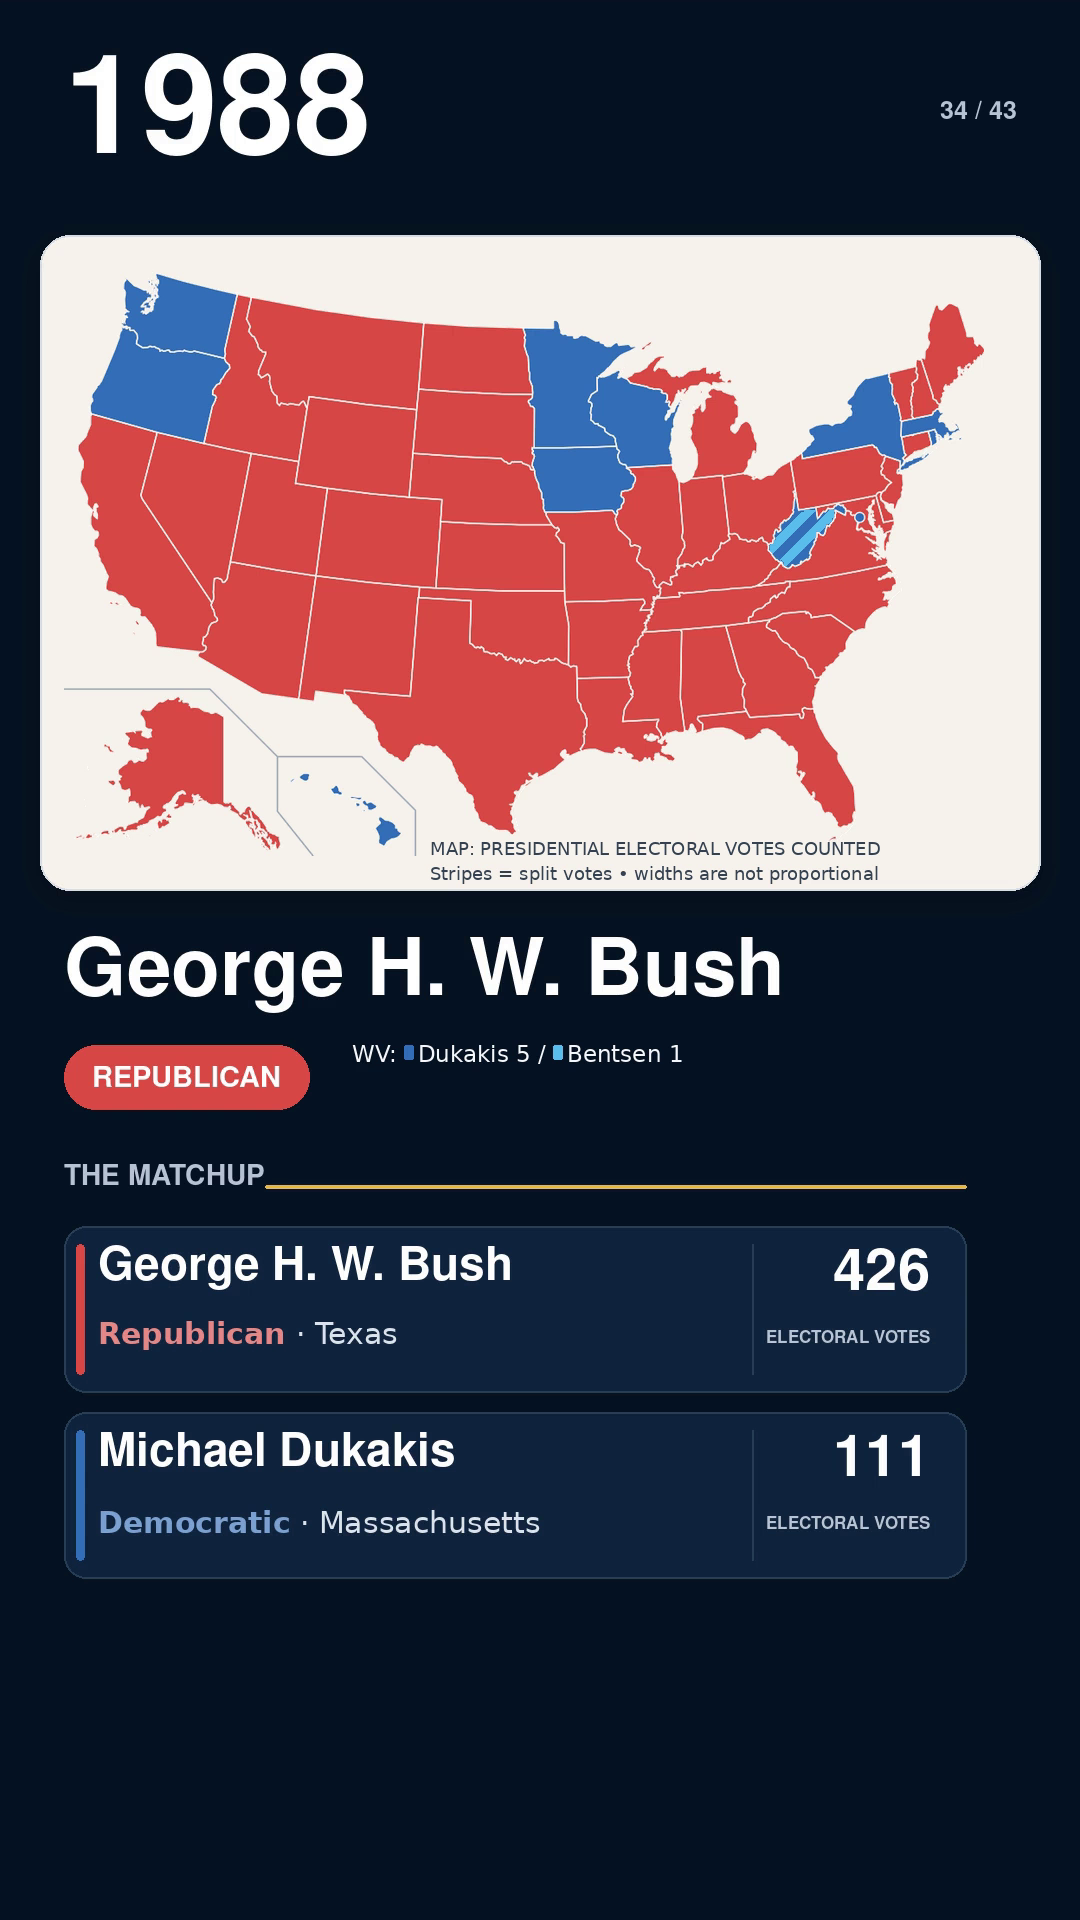 1988
34 / 43
MAP: PRESIDENTIAL ELECTORAL VOTES COUNTED
Stripes = split votes • widths are not proportional
George H. W. Bush
REPUBLICAN
WV: Dukakis 5 / Bentsen 1
THE MATCHUP
George H. W. Bush
426
Republican · Texas
ELECTORAL VOTES
Michael Dukakis
111
Democratic · Massachusetts
ELECTORAL VOTES